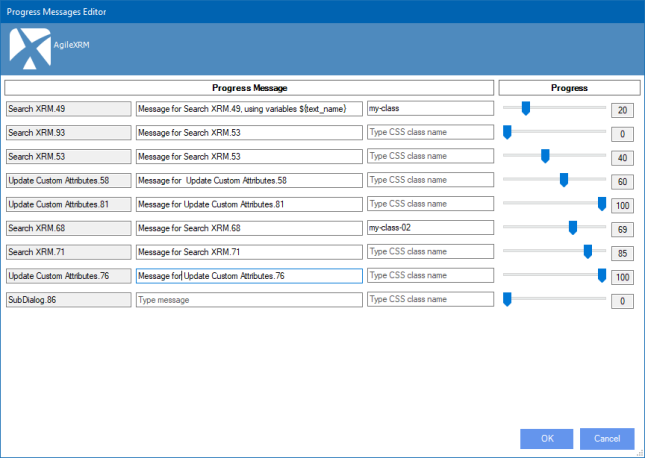 Progress Messages Editor
AgileXRM
Progress Message Progress
Search XRM.49 Message for Search XRM.49, using variables ${text_name} my-class 20
Search XRM.93 Message for Search XRM.53 Type CSS class name 0
Search XRM.53 Message for Search XRM.53 Type CSS class name 40
Update Custom Attributes.58 Message for Update Custom Attributes.58 Type CSS class name 60
Update Custom Attributes.81 Message for Update Custom Attributes.81 Type CSS class name 100
Search XRM.68 Message for Search XRM.68 my-class-02 69
Search XRM.71 Message for Search XRM.71 Type CSS class name 85
Update Custom Attributes.76 Message for Update Custom Attributes.76 Type CSS class name 100
SubDialog.86 Type message Type CSS class name 0
OK Cancel